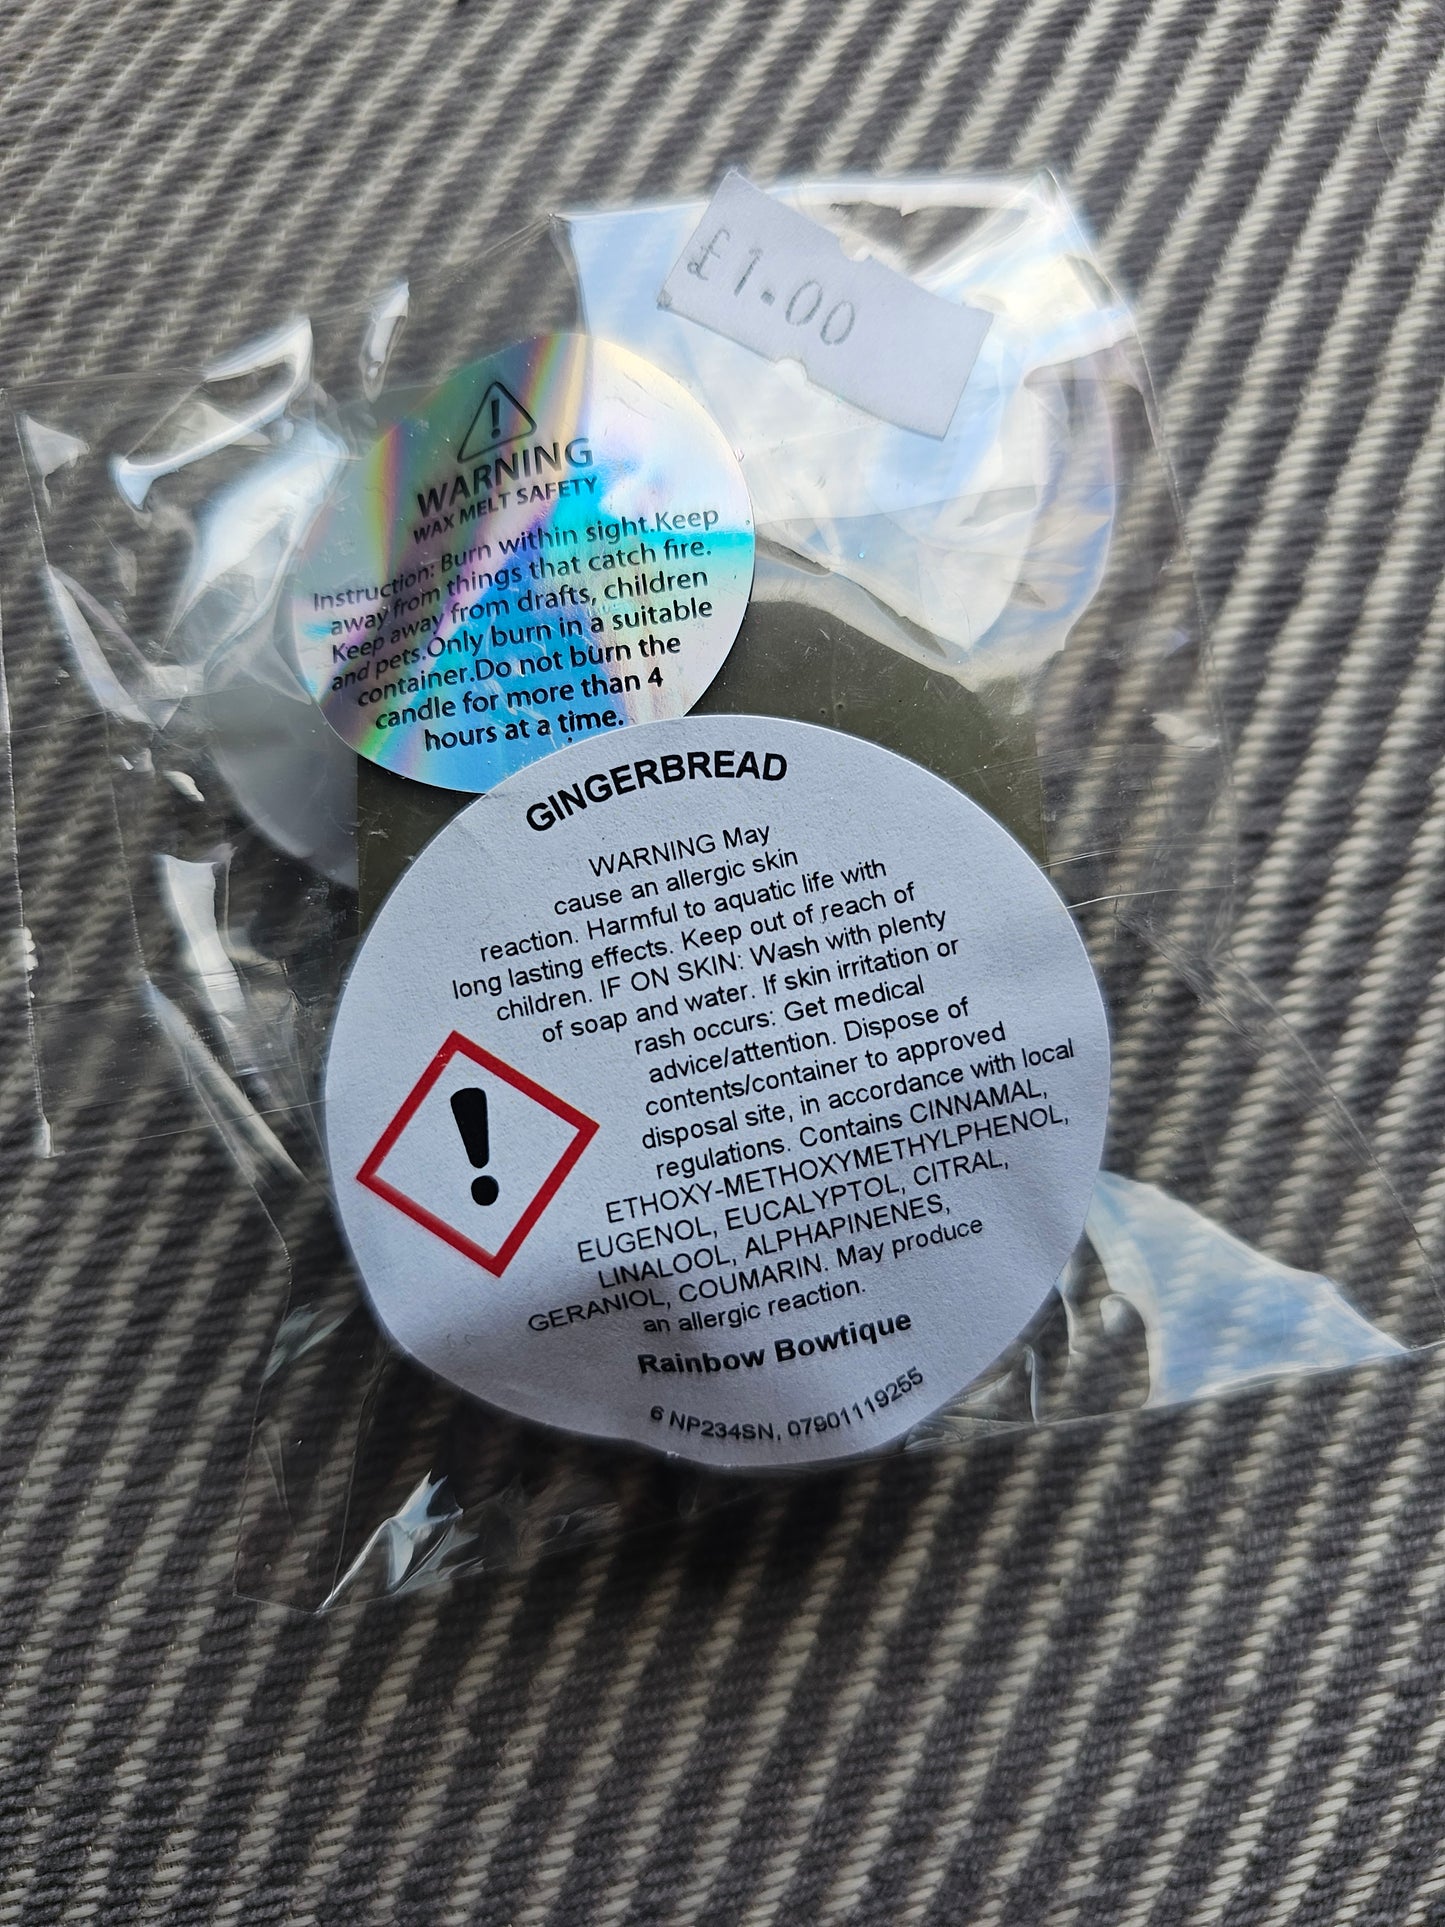 £1.00
WARNING
WAX MELT SAFETY
Instruction: Burn within sight.Keep
away from things that catch fire.
Keep away from drafts, children
and pets.Only burn in a suitable
container.Do not burn the
candle for more than 4
hours at a time.
GINGERBREAD
WARNING May
cause an allergic skin
reaction. Harmful to aquatic life with
long lasting effects. Keep out of reach of
children. IF ON SKIN: Wash with plenty
of soap and water. If skin irritation or
rash occurs: Get medical
advice/attention. Dispose of
contents/container to approved
disposal site, in accordance with local
regulations. Contains CINNAMAL,
ETHOXY-METHOXYMETHYLPHENOL,
EUGENOL, EUCALYPTOL, CITRAL,
LINALOOL, ALPHAPINENES,
GERANIOL, COUMARIN. May produce
an allergic reaction.
Rainbow Bowtique
6 NP234SN, 07901119255